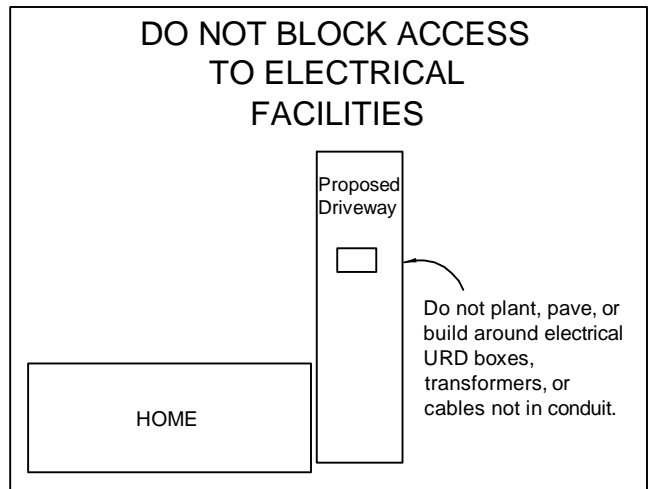 DO NOT BLOCK ACCESS
TO ELECTRICAL
FACILITIES
Proposed
Driveway
Do not plant, pave, or
build around electrical
URD boxes,
transformers, or
cables not in conduit.
HOME